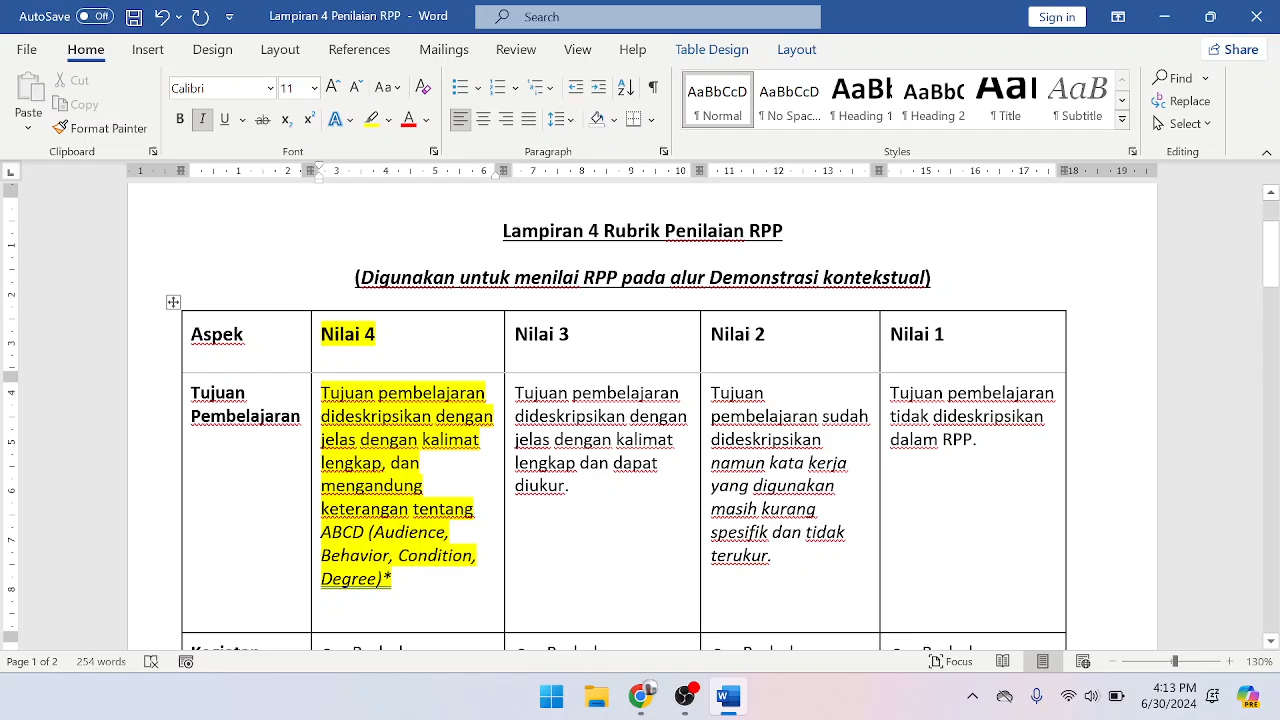 AutoSave Off
Lampiran 4 Penilaian RPP - Word
Search
Sign in
File Home Insert Design Layout References Mailings Review View Help Table Design Layout
Share
Paste
Cut
Copy
Format Painter
Clipboard
Calibri 11
Font
Paragraph
AaBbCcD
¶ Normal
AaBbCcD
¶ No Spac...
AaBb
¶ Heading 1
AaBbC
¶ Heading 2
AaI
¶ Title
AaB
¶ Subtitle
Styles
Find
Replace
Select
Editing
Lampiran 4 Rubrik Penilaian RPP
(Digunakan untuk menilai RPP pada alur Demonstrasi kontekstual)
Aspek
Nilai 4
Nilai 3
Nilai 2
Nilai 1
Tujuan
Pembelajaran
Tujuan pembelajaran
dideskripsikan dengan
jelas dengan kalimat
lengkap, dan
mengandung
keterangan tentang
ABCD (Audience,
Behavior, Condition,
Degree)*
Tujuan pembelajaran
dideskripsikan dengan
jelas dengan kalimat
lengkap dan dapat
diukur.
Tujuan
pembelajaran sudah
dideskripsikan
namun kata kerja
yang digunakan
masih kurang
spesifik dan tidak
terukur.
Tujuan pembelajaran
tidak dideskripsikan
dalam RPP.
Page 1 of 2
254 words
Focus
130%
4:13 PM
6/30/2024
PRE